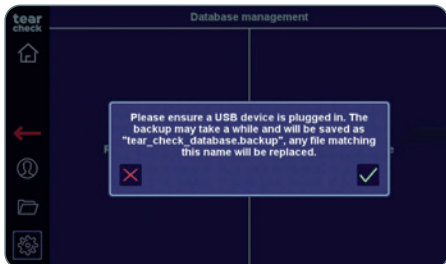 tear
check
Database management
Please ensure a USB device is plugged in. The
backup may take a while and will be saved as
"tear_check_database.backup", any file matching
this name will be replaced.